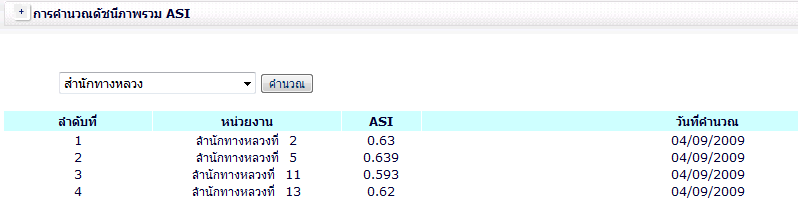 + การคำนวณดัชนีภาพรวม ASI
สำนักทางหลวง คำนวณ
ลำดับที่ หน่วยงาน ASI วันที่คำนวณ
1 สำนักทางหลวงที่ 2 0.63 04/09/2009
2 สำนักทางหลวงที่ 5 0.639 04/09/2009
3 สำนักทางหลวงที่ 11 0.593 04/09/2009
4 สำนักทางหลวงที่ 13 0.62 04/09/2009